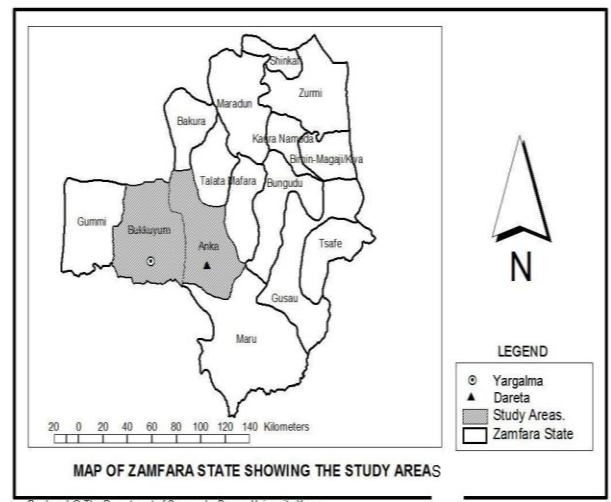 Shinkafi
Zurmi
Maradun
Bakura
Kaura Namoda
Birnin-Magaji/Kiya
Talata Mafara
Bungudu
Gummi
Bukkuyum
Anka
Tsafe
Gusau
Maru
N
LEGEND
Yargalma
Dareta
Study Areas.
Zamfara State
20 0 20 40 60 80 100 120 140 Kilometers
MAP OF ZAMFARA STATE SHOWING THE STUDY AREAS